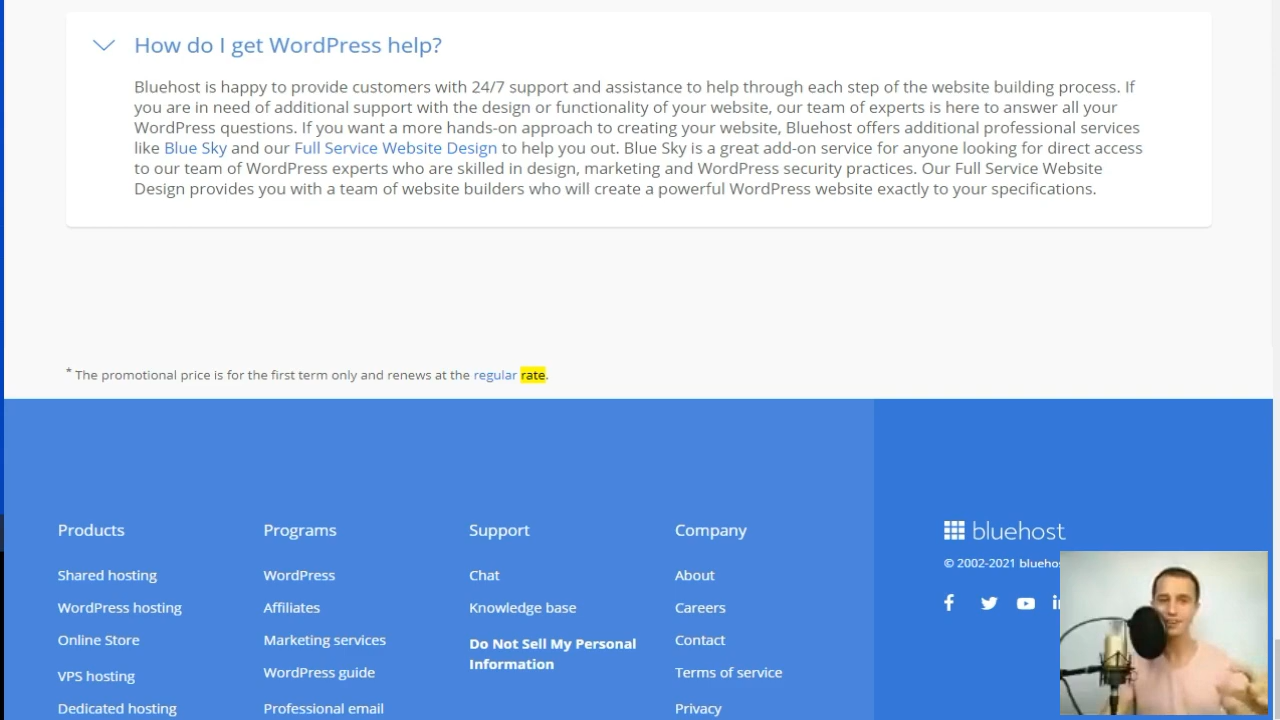 How do I get WordPress help?
Bluehost is happy to provide customers with 24/7 support and assistance to help through each step of the website building process. If
you are in need of additional support with the design or functionality of your website, our team of experts is here to answer all your
WordPress questions. If you want a more hands-on approach to creating your website, Bluehost offers additional professional services
like Blue Sky and our Full Service Website Design to help you out. Blue Sky is a great add-on service for anyone looking for direct access
to our team of WordPress experts who are skilled in design, marketing and WordPress security practices. Our Full Service Website
Design provides you with a team of website builders who will create a powerful WordPress website exactly to your specifications.
* The promotional price is for the first term only and renews at the regular rate.
Products
Shared hosting
WordPress hosting
Online Store
VPS hosting
Dedicated hosting
Programs
WordPress
Affiliates
Marketing services
WordPress guide
Professional email
Support
Chat
Knowledge base
Do Not Sell My Personal
Information
Company
About
Careers
Contact
Terms of service
Privacy
bluehost
© 2002-2021